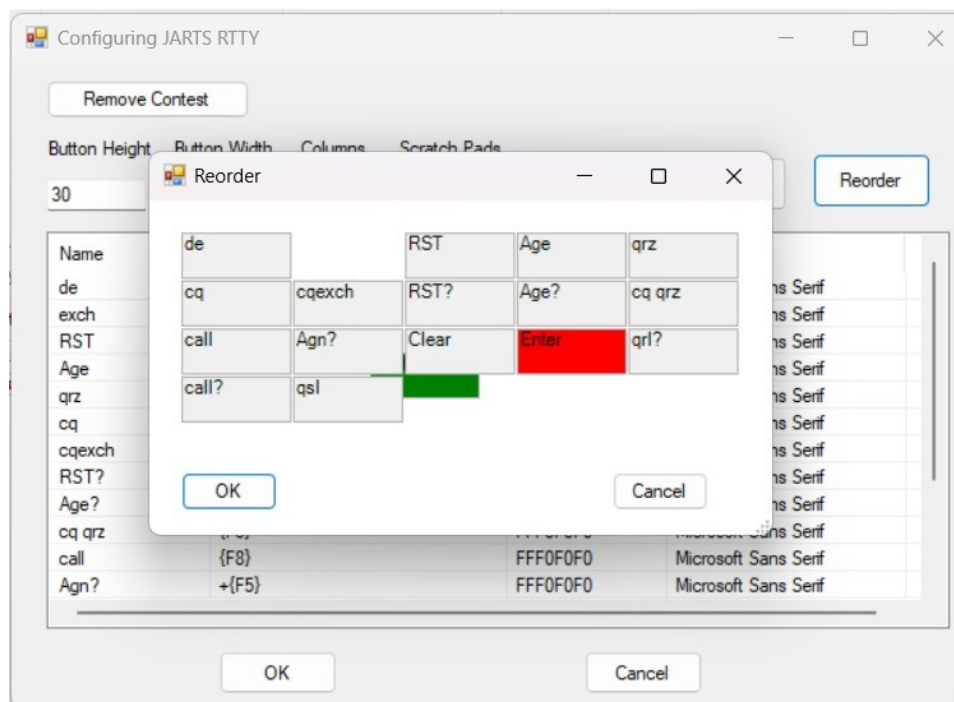 Configuring JARTS RTTY
Remove Contest
Button Height Button Width Columns Scratch Pads
30
Reorder
Reorder
de RST Age qrz
cq cqexch RST? Age? cq qrz
call Agn? Clear Enter qrl?
call? qsl
OK Cancel
Name
de ns Serif
exch ns Serif
RST ns Serif
Age ns Serif
qrz ns Serif
cq ns Serif
cqexch ns Serif
RST? ns Serif
Age? ns Serif
cq qrz Sans Serif
call {F8} FFF0F0F0 Microsoft Sans Serif
Agn? +{F5} FFF0F0F0 Microsoft Sans Serif
OK Cancel